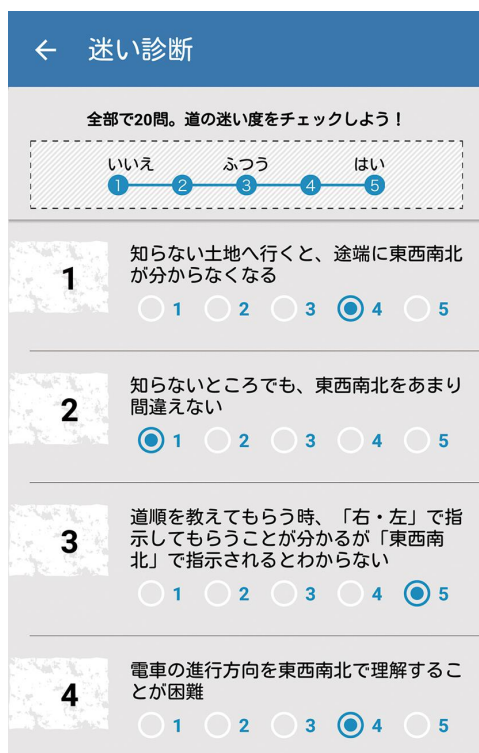 ← 迷い診断
全部で20問。道の迷い度をチェックしよう！
いいえ ふつう はい
1 2 3 4 5
1
知らない土地へ行くと、途端に東西南北
が分からなくなる
1 2 3 4 5
2
知らないところでも、東西南北をあまり
間違えない
1 2 3 4 5
3
道順を教えてもらう時、「右・左」で指
示してもらうことが分かるが「東西南
北」で指示されるとわからない
1 2 3 4 5
4
電車の進行方向を東西南北で理解するこ
とが困難
1 2 3 4 5